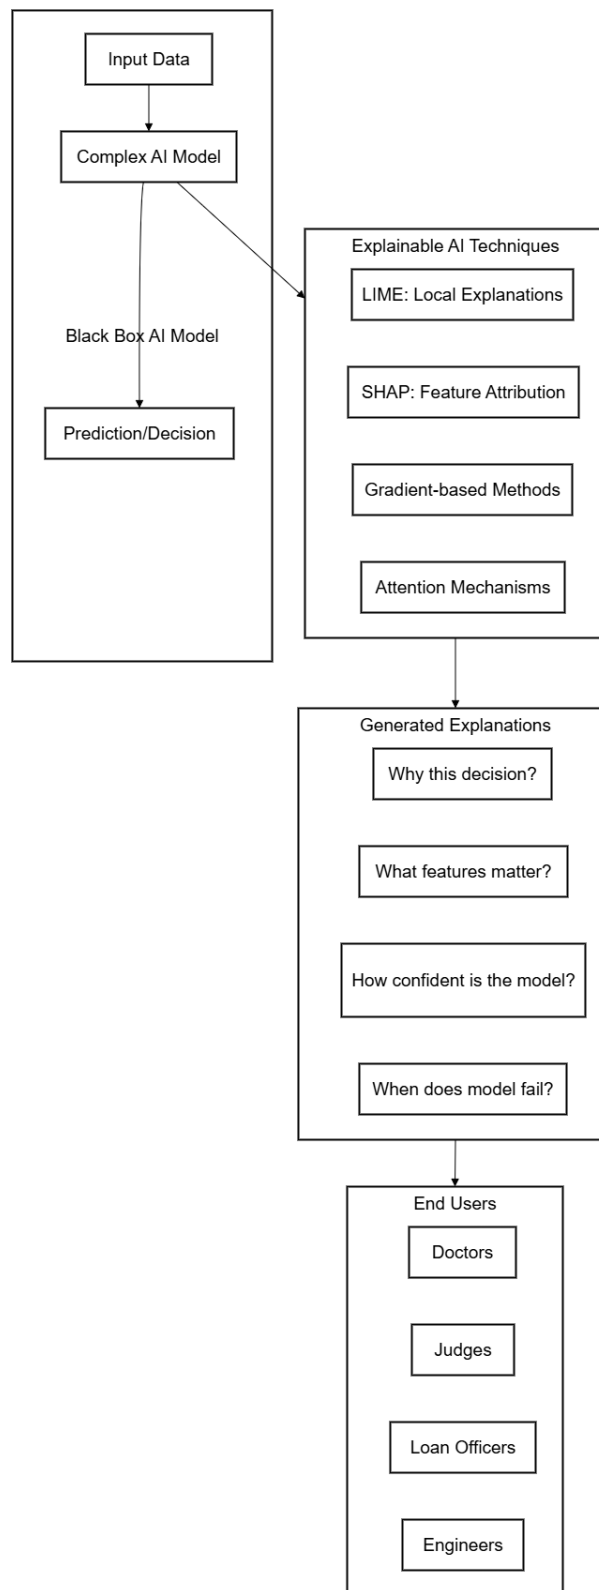 Input Data
Complex AI Model
Black Box AI Model
Prediction/Decision
Explainable AI Techniques
LIME: Local Explanations
SHAP: Feature Attribution
Gradient-based Methods
Attention Mechanisms
Generated Explanations
Why this decision?
What features matter?
How confident is the model?
When does model fail?
End Users
Doctors
Judges
Loan Officers
Engineers